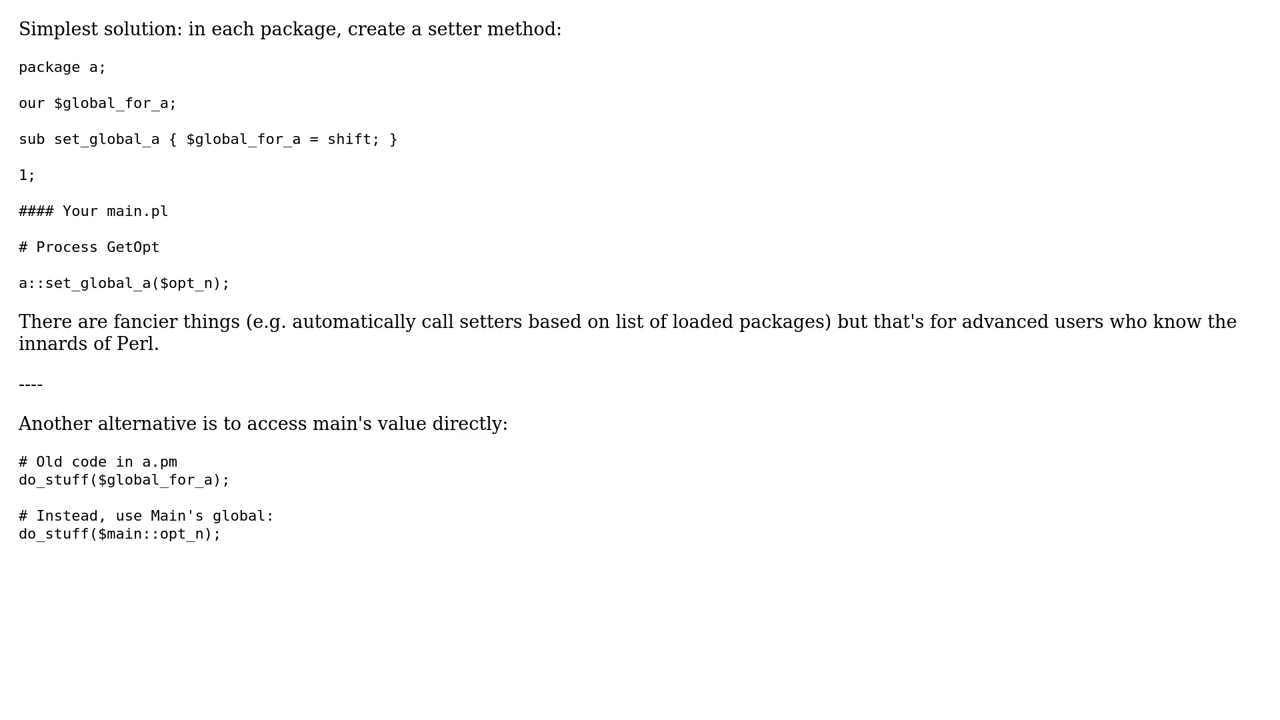 Simplest solution: in each package, create a setter method:
package a;
our $global_for_a;
sub set_global_a { $global_for_a = shift; }
1;
#### Your main.pl
# Process GetOpt
a::set_global_a($opt_n);
There are fancier things (e.g. automatically call setters based on list of loaded packages) but that's for advanced users who know the
innards of Perl.
----
Another alternative is to access main's value directly:
# Old code in a.pm
do_stuff($global_for_a);
# Instead, use Main's global:
do_stuff($main::opt_n);